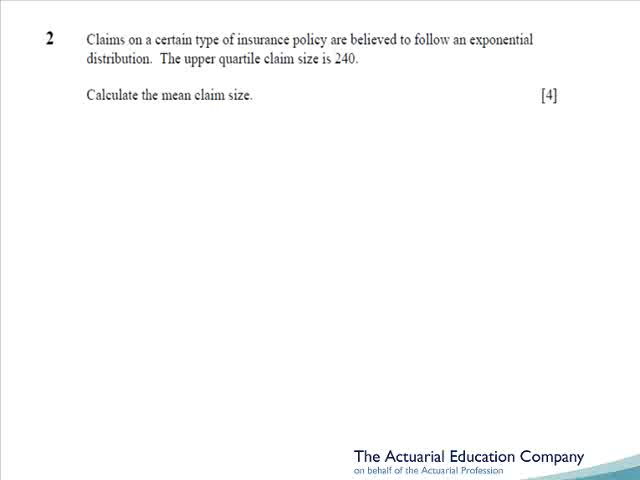 2 Claims on a certain type of insurance policy are believed to follow an exponential
distribution. The upper quartile claim size is 240.
Calculate the mean claim size. [4]
The Actuarial Education Company
on behalf of the Actuarial Profession